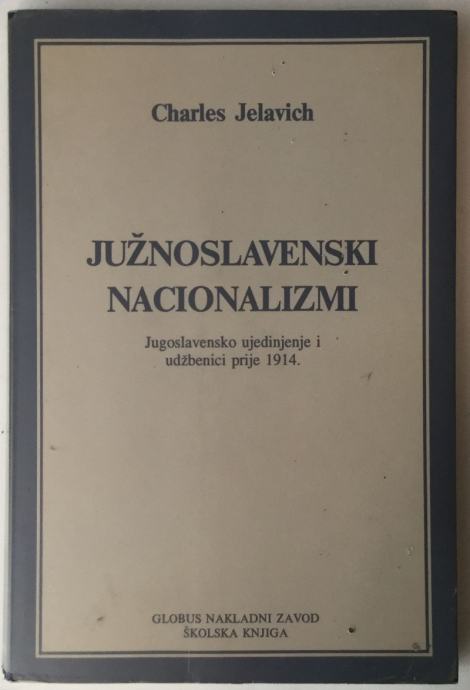 Charles Jelavich
JUŽNOSLAVENSKI
NACIONALIZMI
Jugoslavensko ujedinjenje i
udžbenici prije 1914.
GLOBUS NAKLADNI ZAVOD
ŠKOLSKA KNJIGA